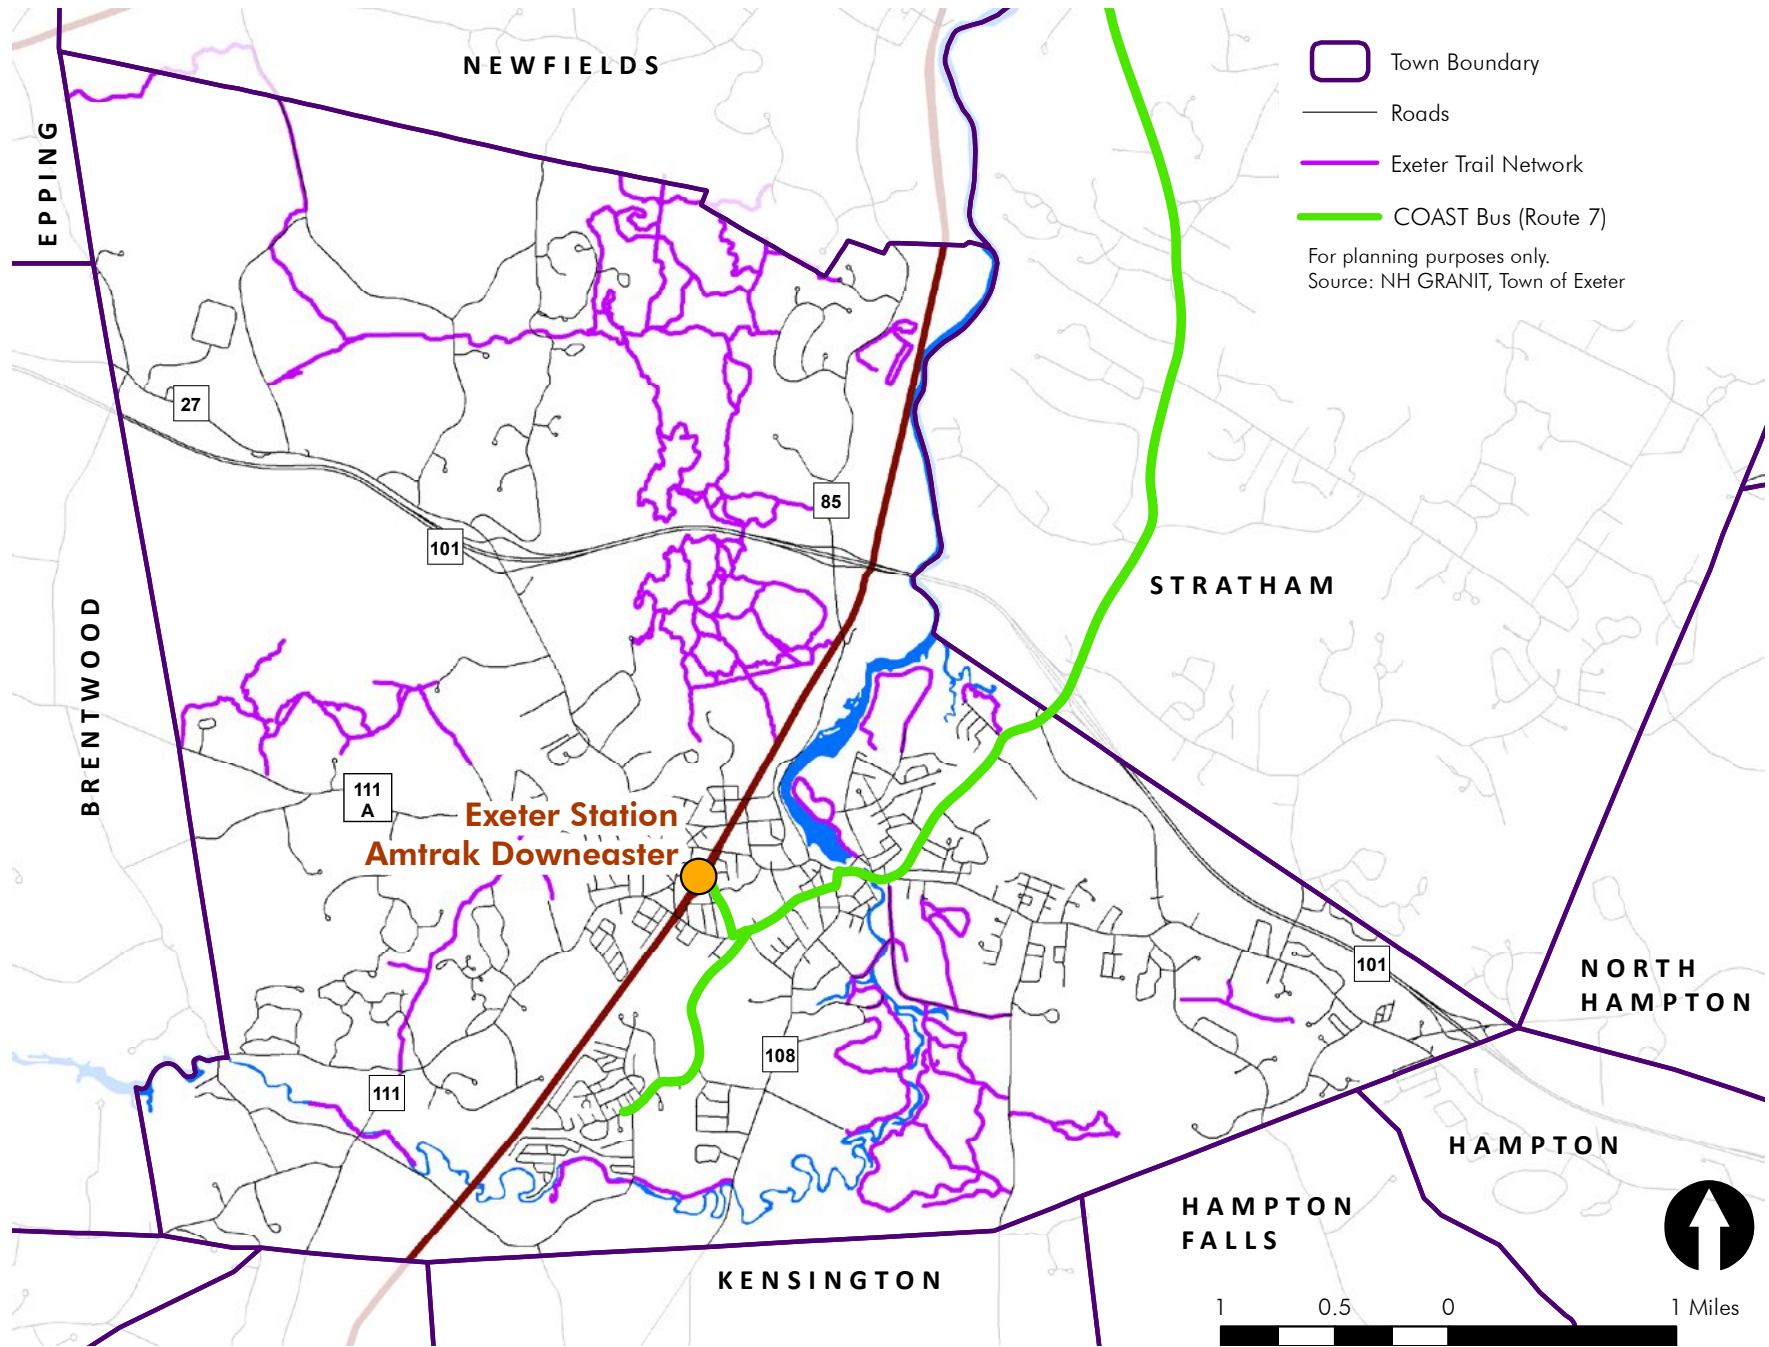 NEWFIELDS
Town Boundary
Roads
Exeter Trail Network
COAST Bus (Route 7)
For planning purposes only.
Source: NH GRANIT, Town of Exeter
EPPING
27
85
101
STRATHAM
BRENTWOOD
111
A
Exeter Station
Amtrak Downeaster
101
NORTH
HAMPTON
108
111
HAMPTON
HAMPTON
FALLS
KENSINGTON
1 0.5 0 1 Miles